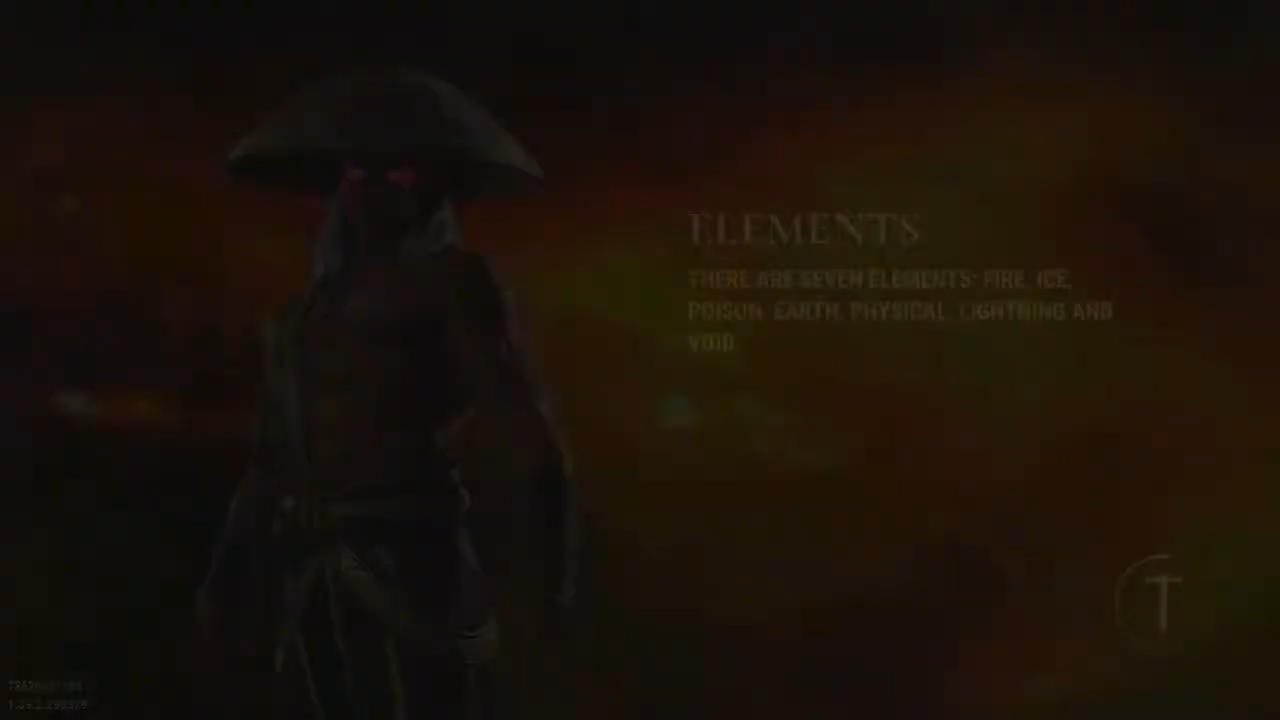 ELEMENTS
THERE ARE SEVEN ELEMENTS: FIRE, ICE,
POISON, EARTH, PHYSICAL, LIGHTNING AND
VOID
T